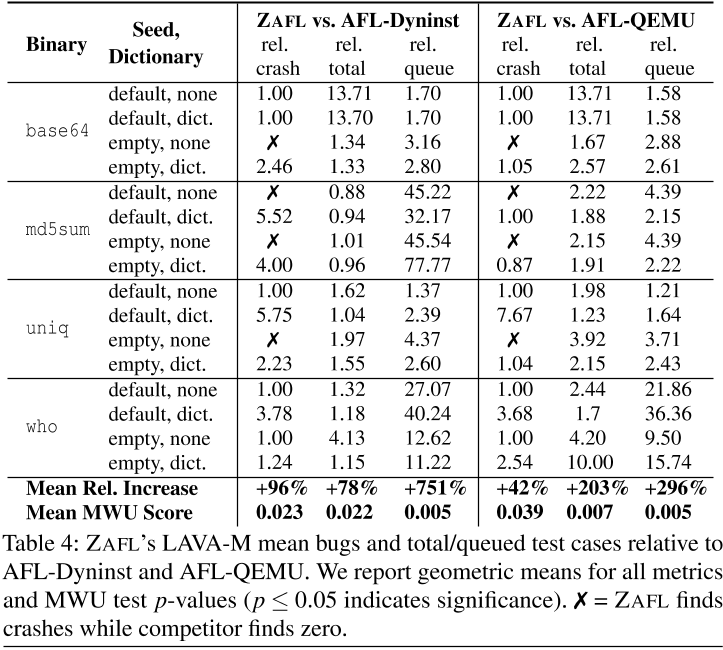 Binary Seed, Dictionary ZAFL vs. AFL-Dyninst ZAFL vs. AFL-QEMU
rel. crash rel. total rel. queue rel. crash rel. total rel. queue
base64
default, none 1.00 13.71 1.70 1.00 13.71 1.58
default, dict. 1.00 13.70 1.70 1.00 13.71 1.58
empty, none ✗ 1.34 3.16 ✗ 1.67 2.88
empty, dict. 2.46 1.33 2.80 1.05 2.57 2.61
md5sum
default, none ✗ 0.88 45.22 ✗ 2.22 4.39
default, dict. 5.52 0.94 32.17 1.00 1.88 2.15
empty, none ✗ 1.01 45.54 ✗ 2.15 4.39
empty, dict. 4.00 0.96 77.77 0.87 1.91 2.22
uniq
default, none 1.00 1.62 1.37 1.00 1.98 1.21
default, dict. 5.75 1.04 2.39 7.67 1.23 1.64
empty, none ✗ 1.97 4.37 ✗ 3.92 3.71
empty, dict. 2.23 1.55 2.60 1.04 2.15 2.43
who
default, none 1.00 1.32 27.07 1.00 2.44 21.86
default, dict. 3.78 1.18 40.24 3.68 1.7 36.36
empty, none 1.00 4.13 12.62 1.00 4.20 9.50
empty, dict. 1.24 1.15 11.22 2.54 10.00 15.74
Mean Rel. Increase +96% +78% +751% +42% +203% +296%
Mean MWU Score 0.023 0.022 0.005 0.039 0.007 0.005
Table 4: ZAFL's LAVA-M mean bugs and total/queued test cases relative to
AFL-Dyninst and AFL-QEMU. We report geometric means for all metrics
and MWU test p-values (p ≤ 0.05 indicates significance). ✗ = ZAFL finds
crashes while competitor finds zero.